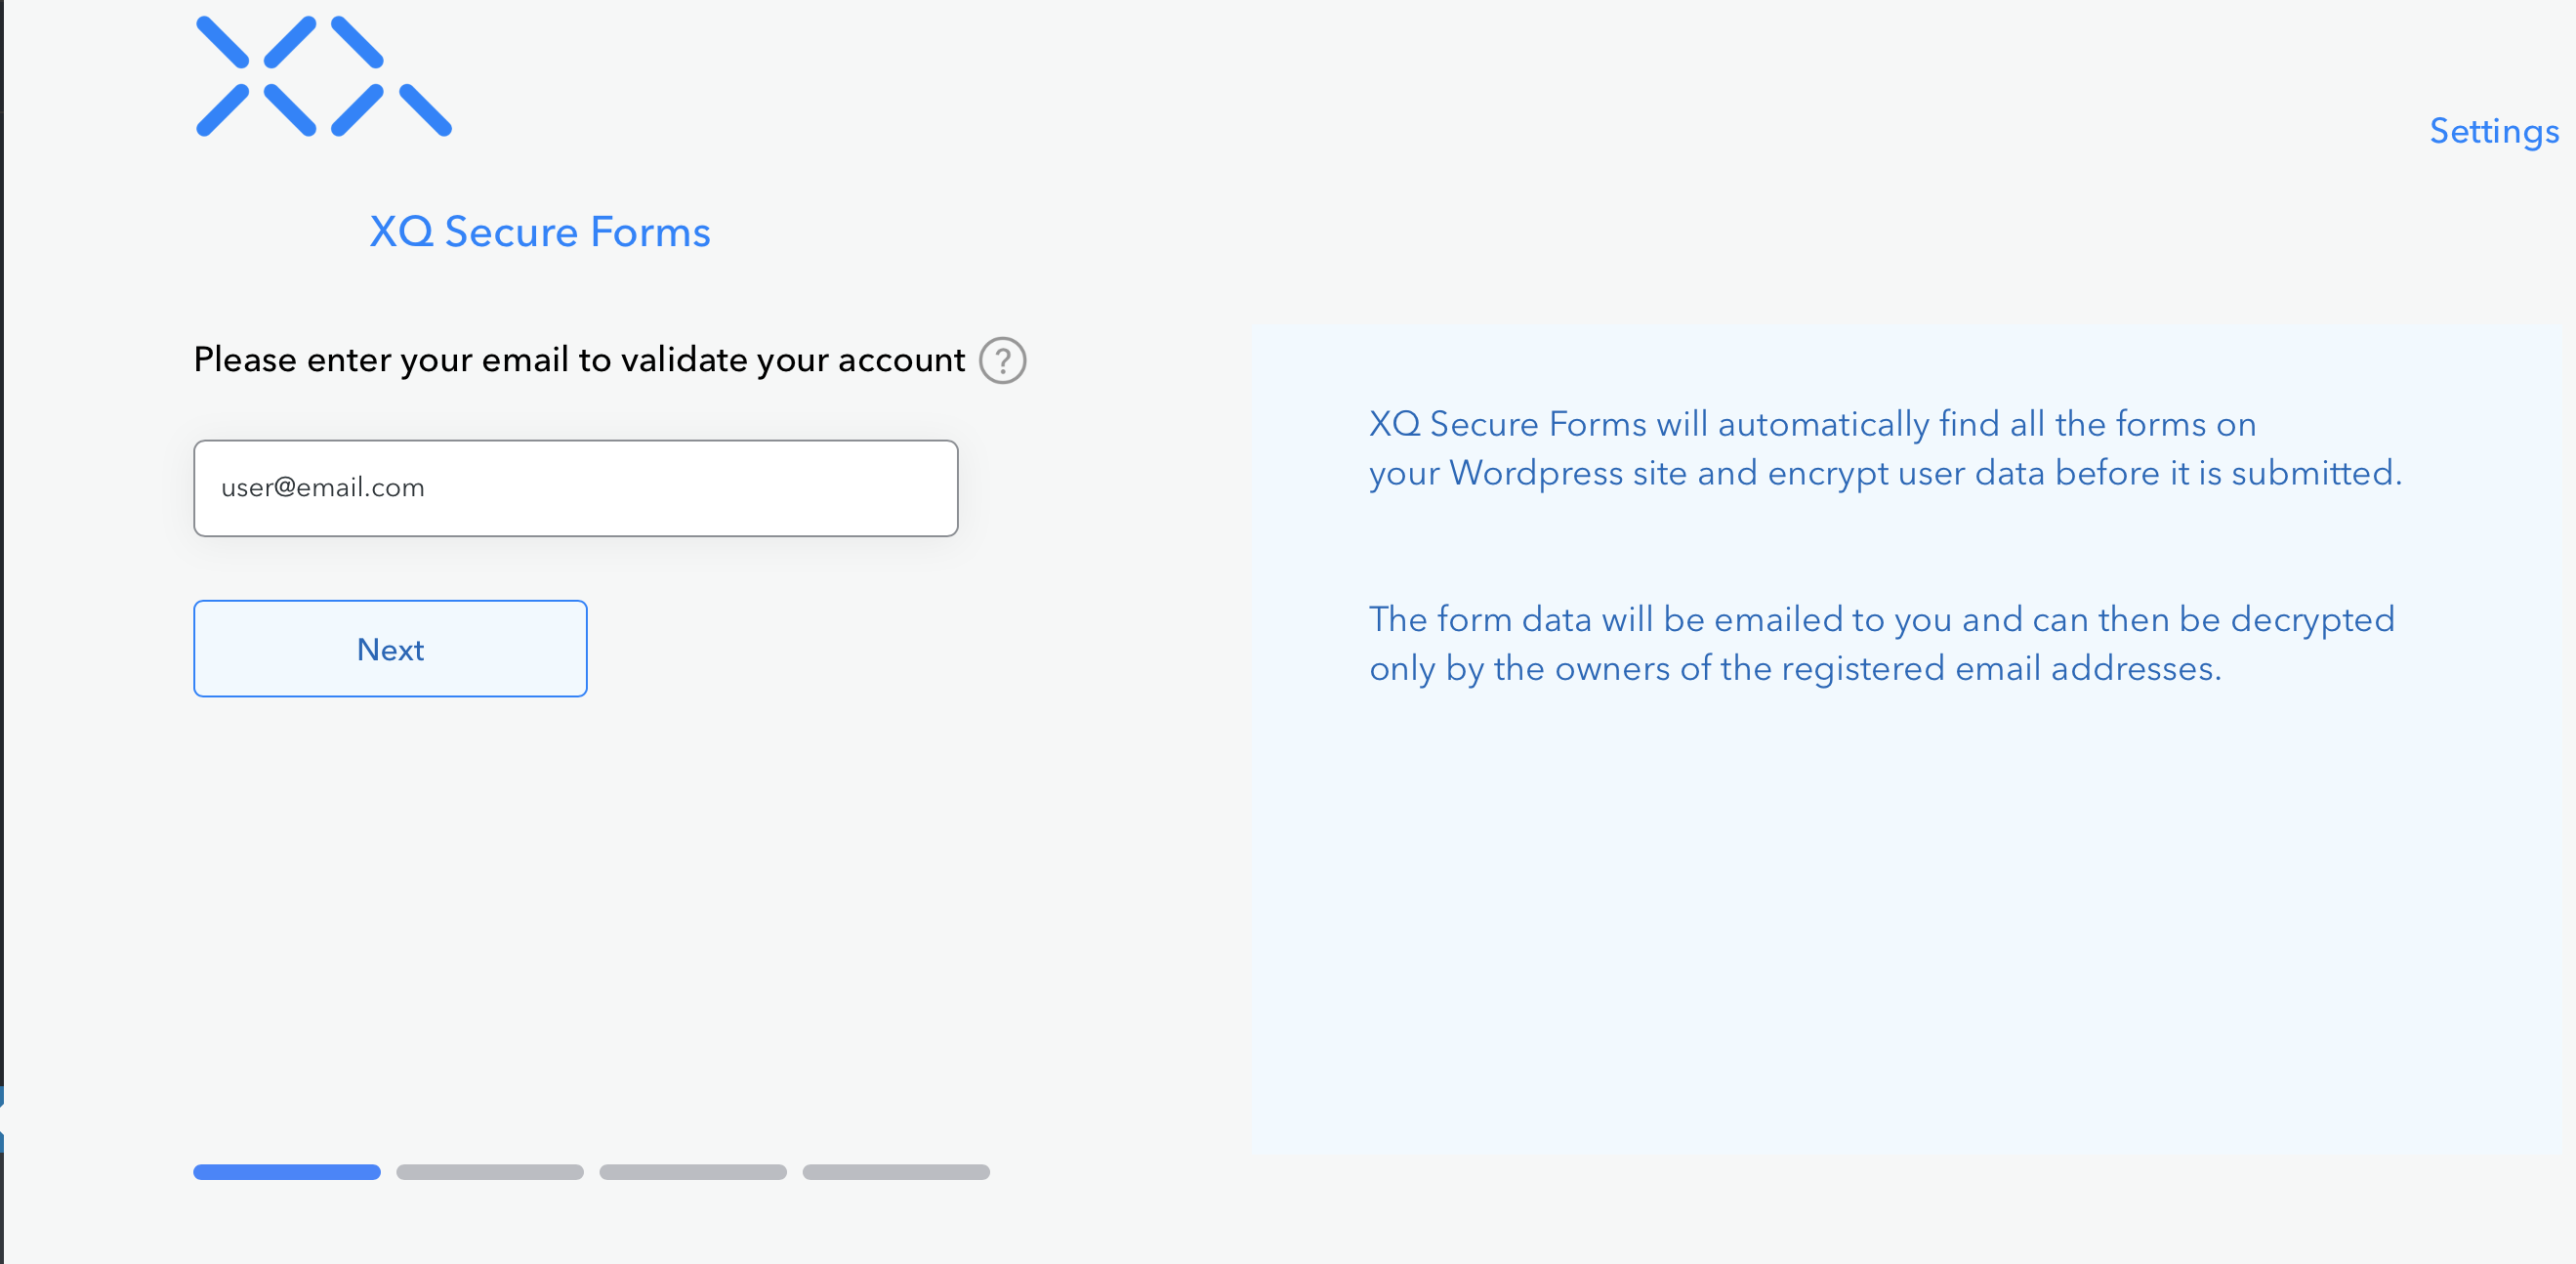 XQ
Settings
XQ Secure Forms
Please enter your email to validate your account ?
user@email.com
Next
XQ Secure Forms will automatically find all the forms on
your Wordpress site and encrypt user data before it is submitted.
The form data will be emailed to you and can then be decrypted
only by the owners of the registered email addresses.